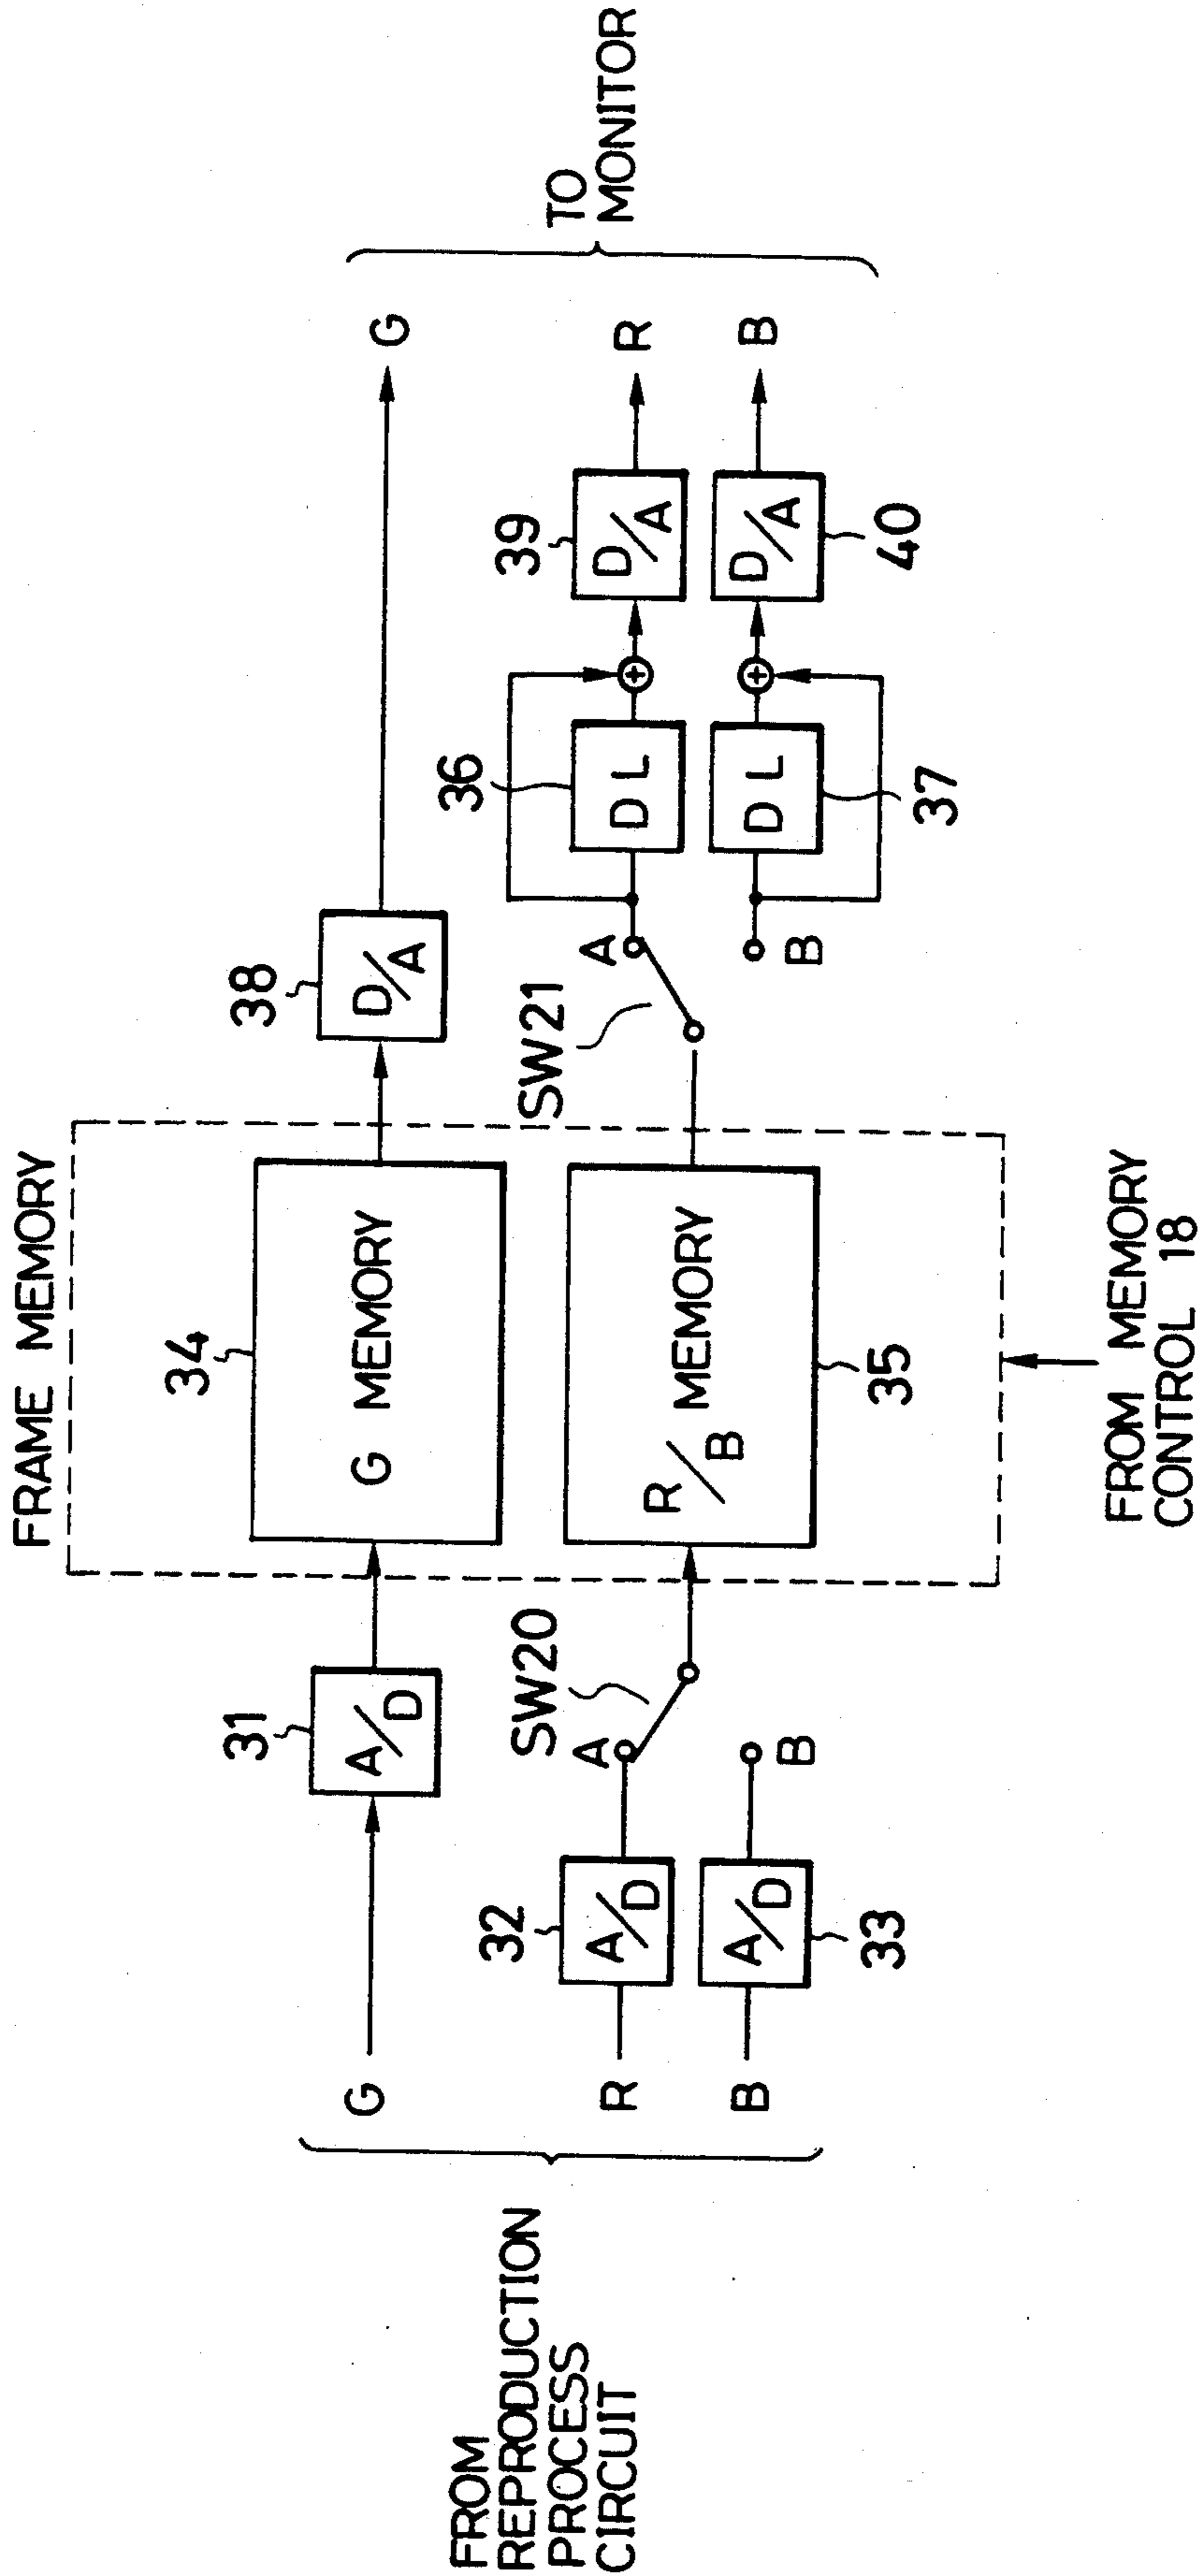 FRAME MEMORY
FROM
REPRODUCTION
PROCESS
CIRCUIT
G
31
A/D
34
G MEMORY
38
D/A
G
R
32
A/D
A
SW20
R/B MEMORY
35
SW21
A
36
DL
+
39
D/A
R
B
33
A/D
B
B
37
DL
+
40
D/A
B
TO
MONITOR
FROM MEMORY
CONTROL 18